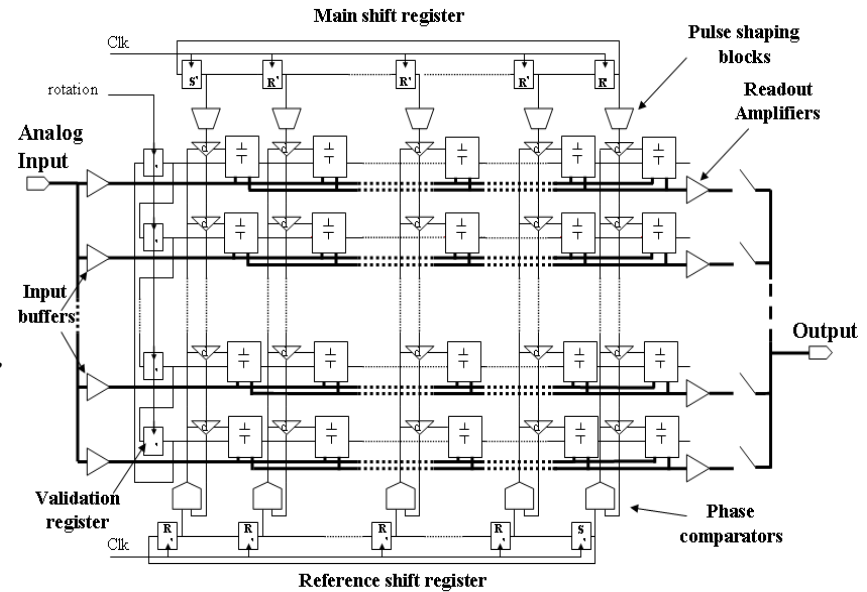 Main shift register
Clk
Pulse shaping
blocks
S'
R'
R'
R'
R
rotation
Readout
Amplifiers
Analog
Input
Input
buffers
Output
Validation
register
Phase
comparators
R
R
R
R
S
Clk
Reference shift register